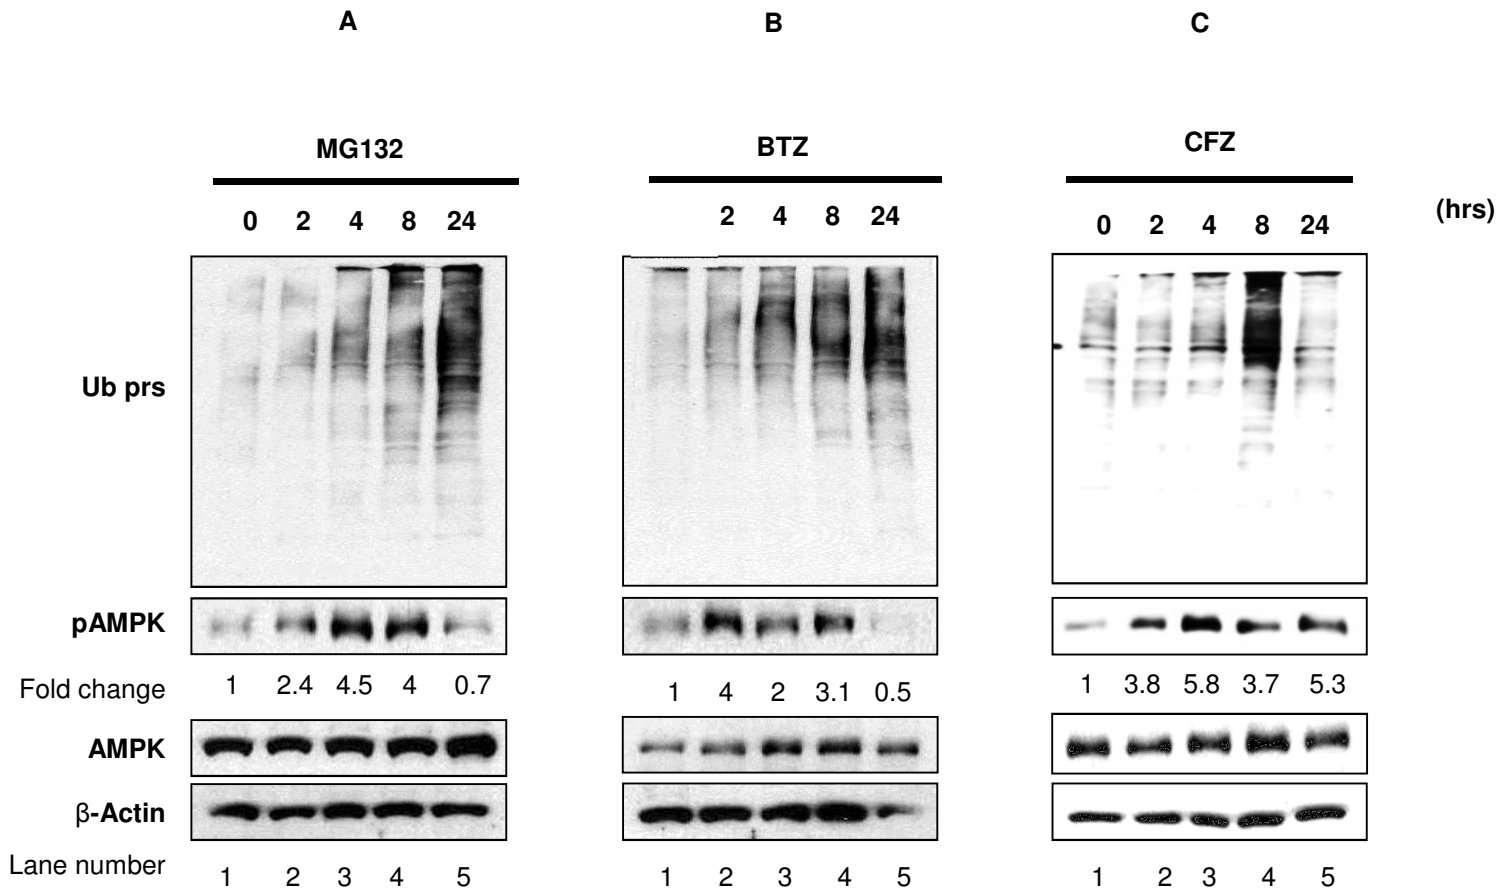 A B C
MG132 BTZ CFZ
0 2 4 8 24 2 4 8 24 0 2 4 8 24 (hrs)
Ub prs
pAMPK
Fold change 1 2.4 4.5 4 0.7 1 4 2 3.1 0.5 1 3.8 5.8 3.7 5.3
AMPK
β-Actin
Lane number 1 2 3 4 5 1 2 3 4 5 1 2 3 4 5